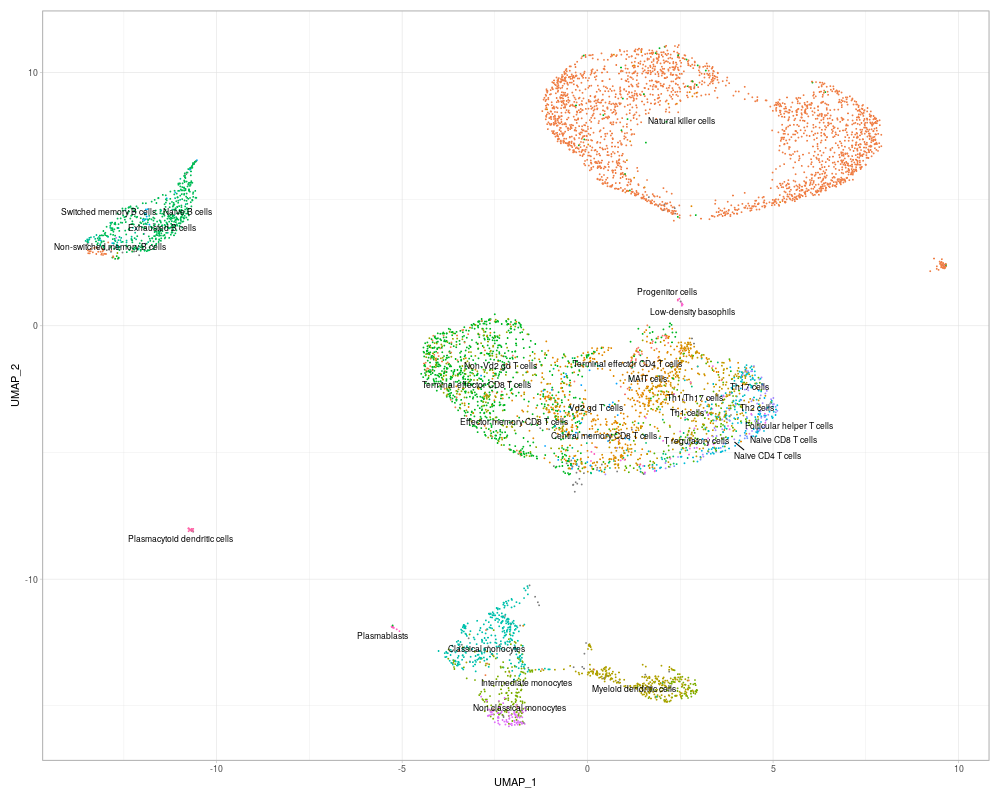 10
Natural killer cells
Switched memory B cells
Naive B cells
Exhausted B cells
Non-switched memory B cells
Progenitor cells
Low-density basophils
0
Non-Vd2 gd T cells
Terminal effector CD4 T cells
MAIT cells
Terminal effector CD8 T cells
Th17 cells
Th1/Th17 cells
Vd2 gd T cells
Th1 cells
Th2 cells
Effector memory CD8 T cells
Follicular helper T cells
Central memory CD8 T cells
T regulatory cells
Naive CD8 T cells
Naive CD4 T cells
UMAP_2
Plasmacytoid dendritic cells
-10
Plasmablasts
Classical monocytes
Intermediate monocytes
Myeloid dendritic cells
Non classical monocytes
-10
-5
0
5
10
UMAP_1